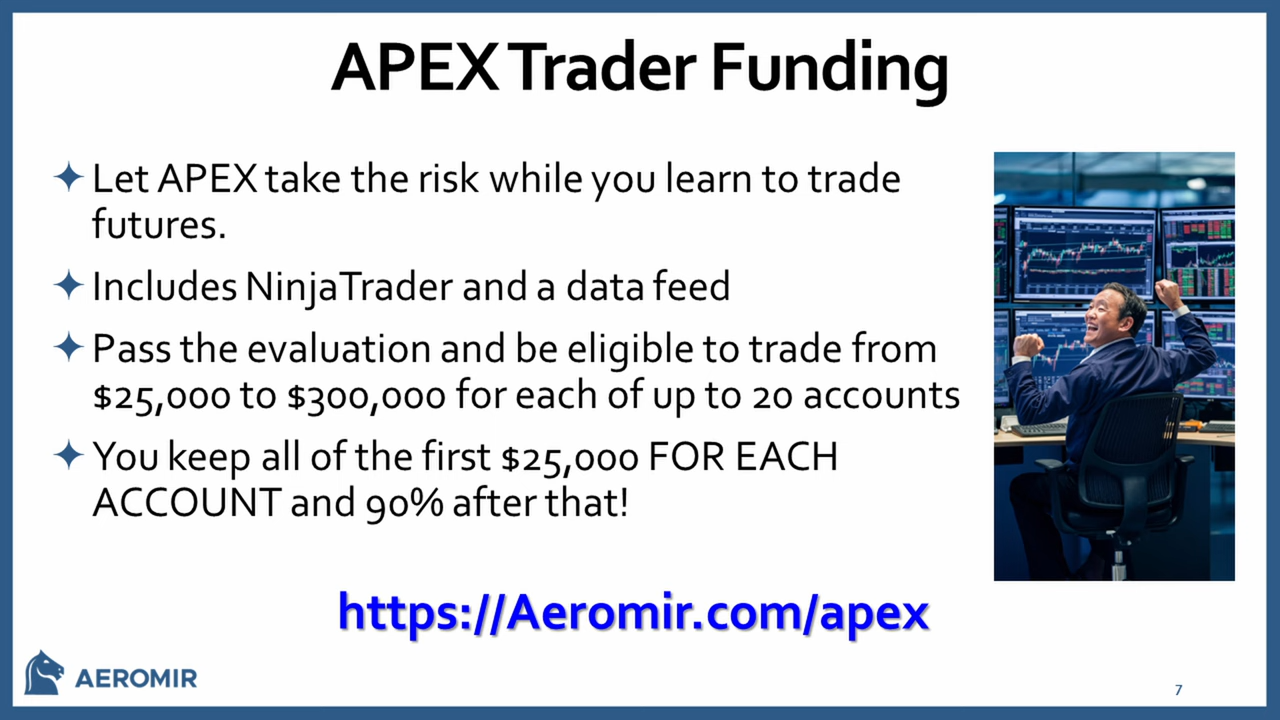 APEX Trader Funding
Let APEX take the risk while you learn to trade
futures.
Includes NinjaTrader and a data feed
Pass the evaluation and be eligible to trade from
$25,000 to $300,000 for each of up to 20 accounts
You keep all of the first $25,000 FOR EACH
ACCOUNT and 90% after that!
https://Aeromir.com/apex
AEROMIR
7